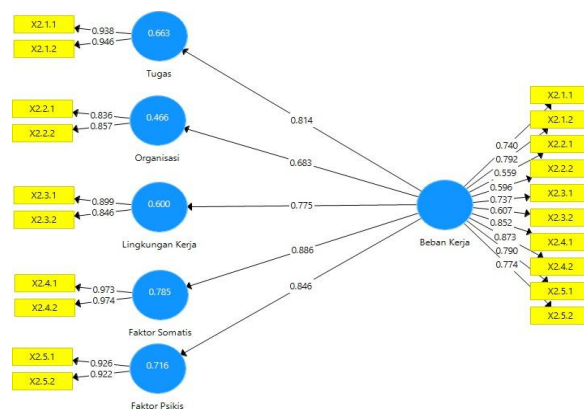 X2.1.1
0.938
X2.1.2
0.946
0.663
Tugas
X2.2.1
0.836
X2.2.2
0.857
0.466
Organisasi
X2.3.1
0.899
X2.3.2
0.846
0.600
Lingkungan Kerja
X2.4.1
0.973
X2.4.2
0.974
0.785
Faktor Somatis
X2.5.1
0.926
X2.5.2
0.922
0.716
Faktor Psikis
0.814
0.683
0.775
0.886
0.846
Beban Kerja
0.740
0.792
0.559
0.596
0.737
0.607
0.852
0.873
0.790
0.774
X2.1.1
X2.1.2
X2.2.1
X2.2.2
X2.3.1
X2.3.2
X2.4.1
X2.4.2
X2.5.1
X2.5.2